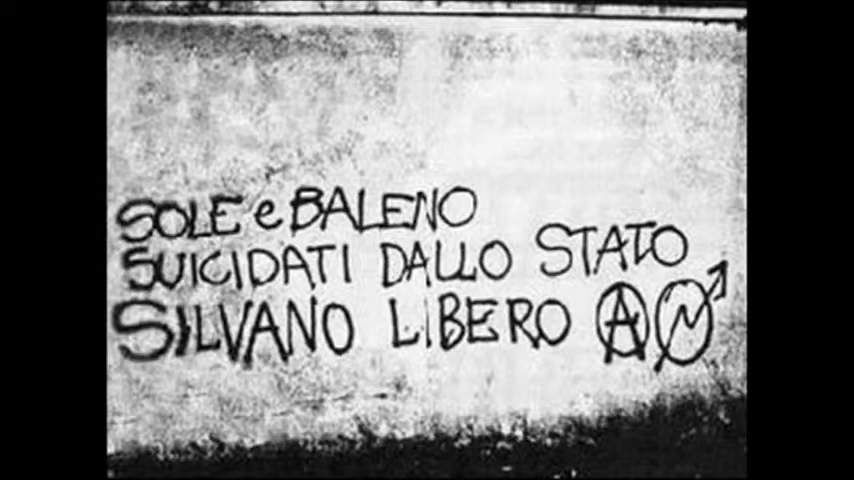 SOLE e BALENO
SUICIDATI DALLO STATO
SILVANO LIBERO Ⓐ